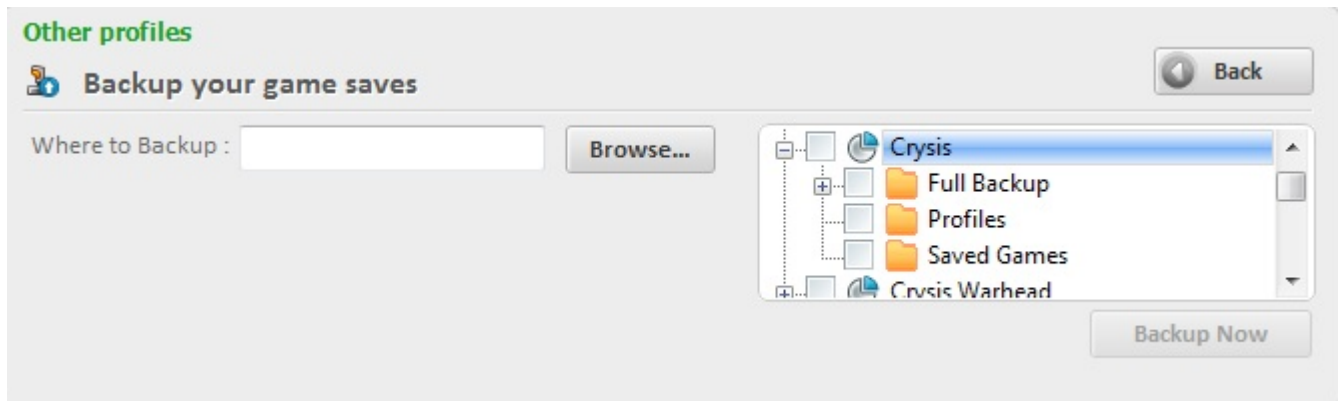 Other profiles
Backup your game saves
Back
Where to Backup :
Browse...
Crysis
Full Backup
Profiles
Saved Games
Crysis Warhead
Backup Now